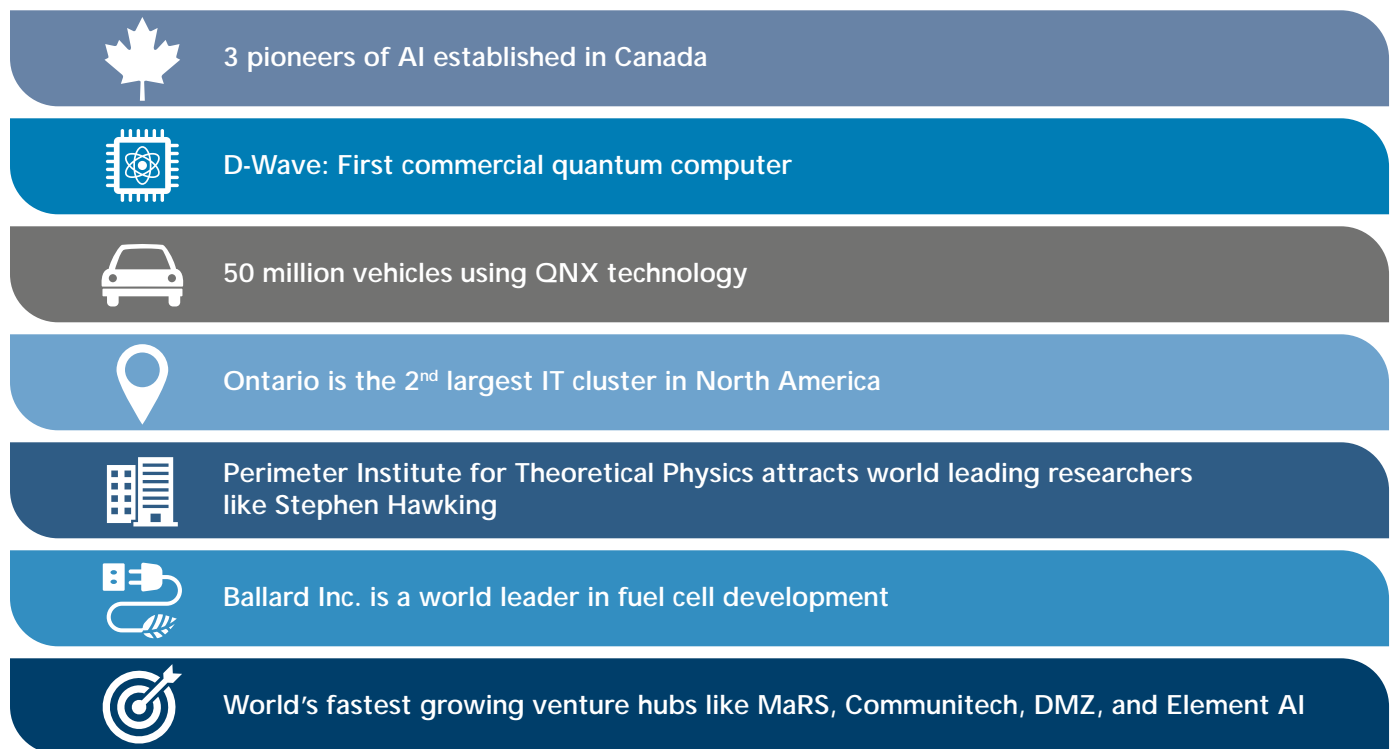 3 pioneers of AI established in Canada
D-Wave: First commercial quantum computer
50 million vehicles using QNX technology
Ontario is the 2nd largest IT cluster in North America
Perimeter Institute for Theoretical Physics attracts world leading researchers
like Stephen Hawking
Ballard Inc. is a world leader in fuel cell development
World's fastest growing venture hubs like MaRS, Communitech, DMZ, and Element AI